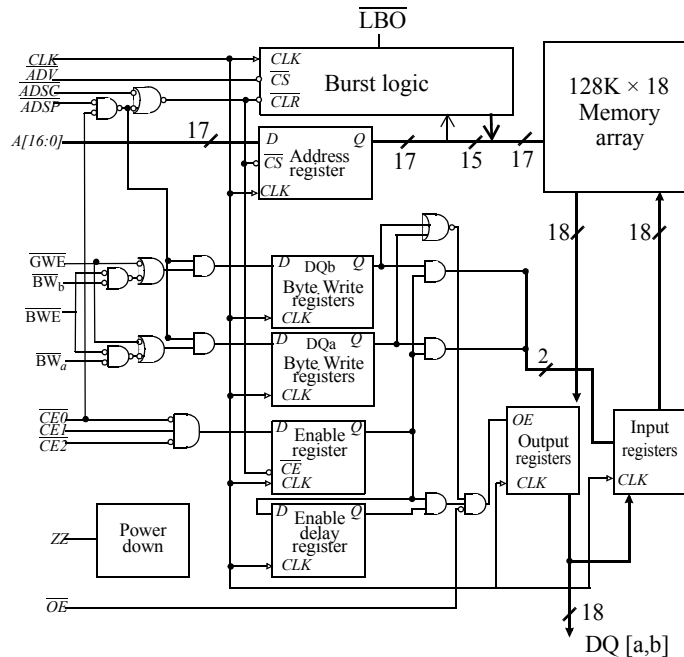 LBO
CLK
ADV
ADSC
ADSP
A[16:0]
17
CLK
CS
CLR
Burst logic
128K × 18
Memory
array
D
Q
CS
Address
register
CLK
17
15
17
18
18
GWE
BWb
BWE
BWa
D
DQb
Q
Byte Write
registers
CLK
D
DQa
Q
Byte Write
registers
CLK
2
CE0
CE1
CE2
D
Enable
register
Q
CE
CLK
OE
Output
registers
CLK
Input
registers
CLK
D
Enable
delay
register
Q
CLK
ZZ
Power
down
OE
18
DQ [a,b]